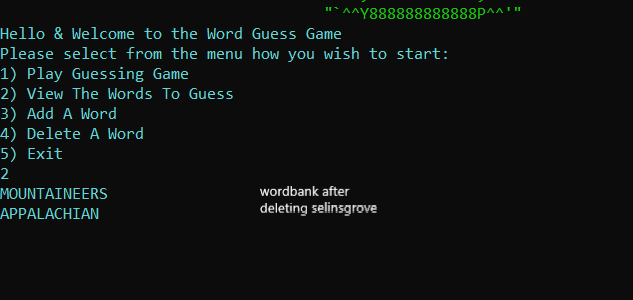 "`^^Y888888888888P^^'"
Hello & Welcome to the Word Guess Game
Please select from the menu how you wish to start:
1) Play Guessing Game
2) View The Words To Guess
3) Add A Word
4) Delete A Word
5) Exit
2
MOUNTAINEERS
APPALACHIAN
wordbank after
deleting selinsgrove